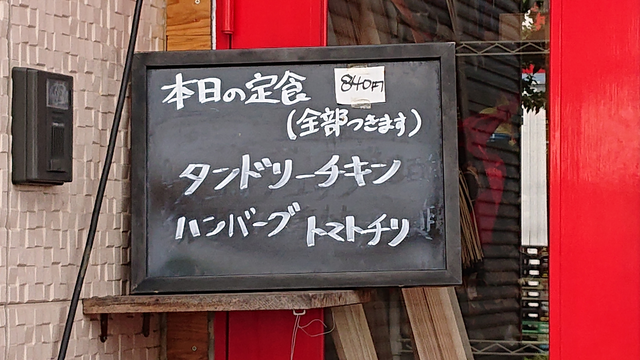 本日の定食 840円
(全部つきます)
タンドリーチキン
ハンバーグ トマトチリ